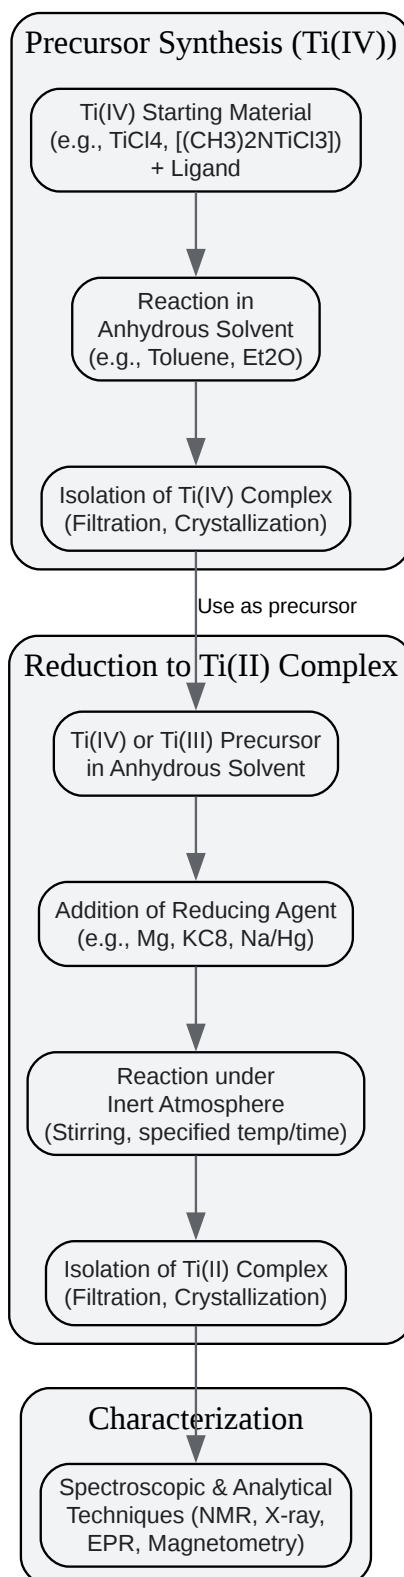 Precursor Synthesis (Ti(IV))
Ti(IV) Starting Material
(e.g., TiCl4, [(CH3)2NTiCl3])
+ Ligand
Reaction in
Anhydrous Solvent
(e.g., Toluene, Et2O)
Isolation of Ti(IV) Complex
(Filtration, Crystallization)
Use as precursor
Reduction to Ti(II) Complex
Ti(IV) or Ti(III) Precursor
in Anhydrous Solvent
Addition of Reducing Agent
(e.g., Mg, KC8, Na/Hg)
Reaction under
Inert Atmosphere
(Stirring, specified temp/time)
Isolation of Ti(II) Complex
(Filtration, Crystallization)
Characterization
Spectroscopic & Analytical
Techniques (NMR, X-ray,
EPR, Magnetometry)